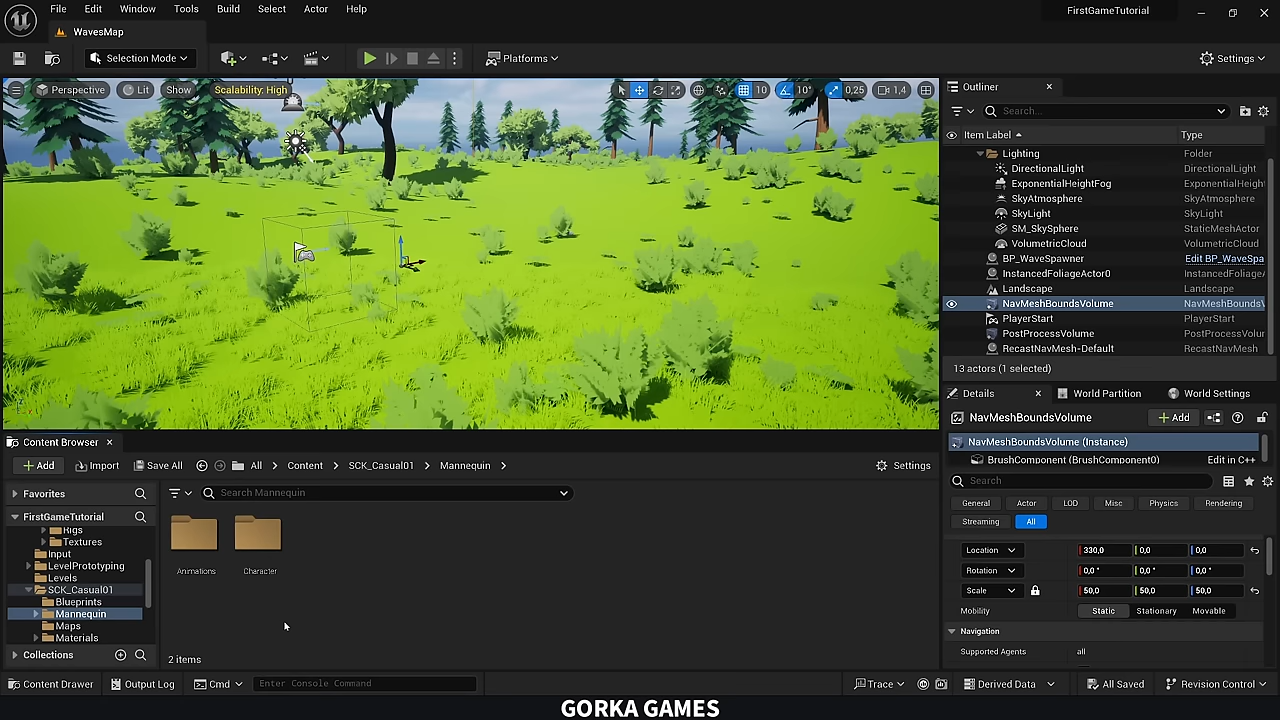 File Edit Window Tools Build Select Actor Help FirstGameTutorial
WavesMap
Selection Mode Platforms Settings
Perspective Lit Show Scalability: High 10 10° 0,25 1,4
Outliner
Search...
Item Label Type
Lighting Folder
DirectionalLight DirectionalLight
ExponentialHeightFog ExponentialHeigh
SkyAtmosphere SkyAtmosphere
SkyLight SkyLight
SM_SkySphere StaticMeshActor
VolumetricCloud VolumetricCloud
BP_WaveSpawner Edit BP_WaveSpa
InstancedFoliageActor0 InstancedFoliage
Landscape Landscape
NavMeshBoundsVolume NavMeshBounds
PlayerStart PlayerStart
PostProcessVolume PostProcessVolur
RecastNavMesh-Default RecastNavMesh
13 actors (1 selected)
Details World Partition World Settings
NavMeshBoundsVolume Add
NavMeshBoundsVolume (Instance)
BrushComponent (BrushComponent0) Edit in C++
Search
General Actor LOD Misc Physics Rendering
Streaming All
Location 330,0 0,0 0,0
Rotation 0,0° 0,0° 0,0°
Scale 50,0 50,0 50,0
Mobility Static Stationary Movable
Navigation
Supported Agents all
Content Browser
Add Import Save All All Content SCK_Casual01 Mannequin Settings
Favorites
Search Mannequin
FirstGameTutorial
Rigs
Textures
Input
LevelPrototyping
Levels
SCK_Casual01
Blueprints
Mannequin
Maps
Materials
Collections
Animations Character
2 items
Content Drawer Output Log Cmd Enter Console Command Trace Derived Data All Saved Revision Control
GORKA GAMES